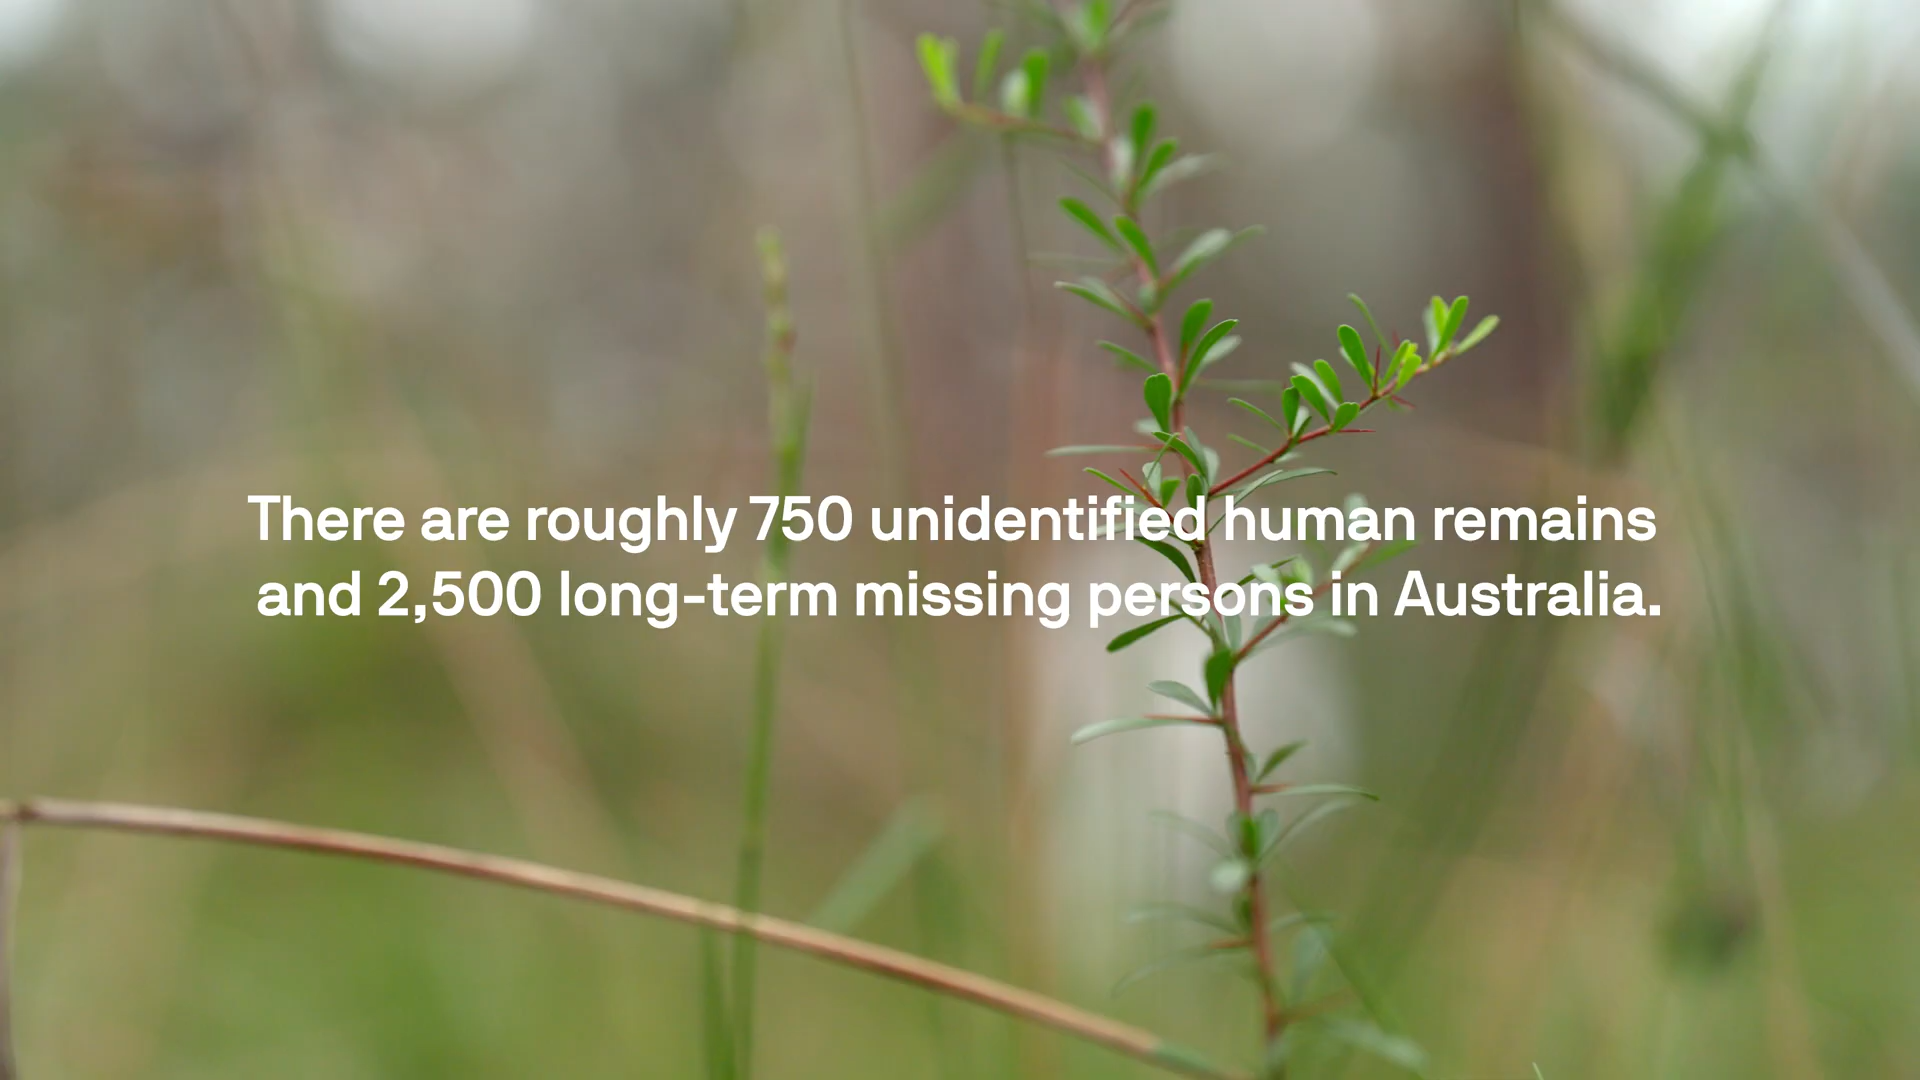 There are roughly 750 unidentified human remains
and 2,500 long-term missing persons in Australia.